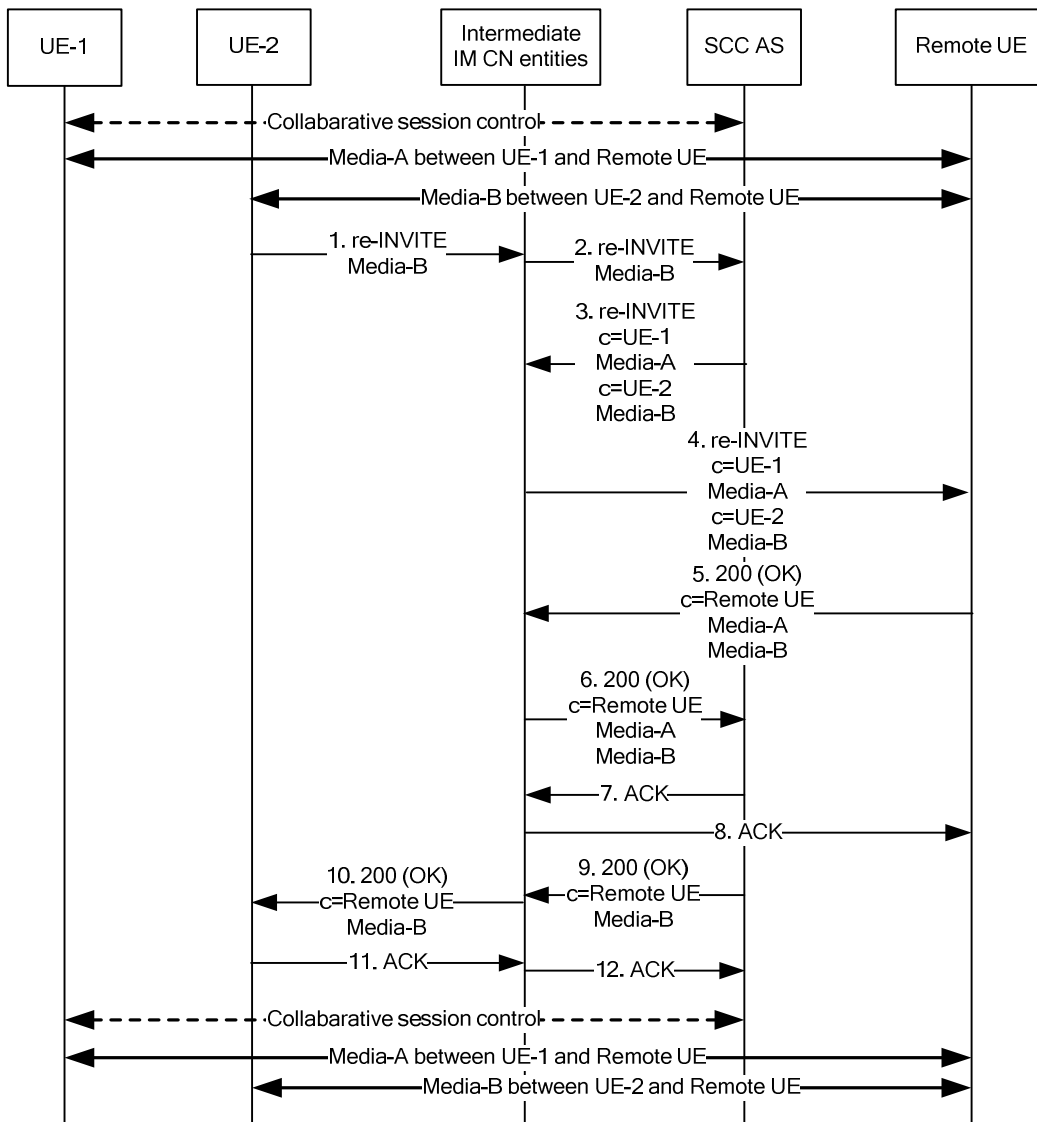 UE-1
UE-2
Intermediate
IM CN entities
SCC AS
Remote UE
Collabarative session control
Media-A between UE-1 and Remote UE
Media-B between UE-2 and Remote UE
1. re-INVITE
Media-B
2. re-INVITE
Media-B
3. re-INVITE
c=UE-1
Media-A
c=UE-2
Media-B
4. re-INVITE
c=UE-1
Media-A
c=UE-2
Media-B
5. 200 (OK)
c=Remote UE
Media-A
Media-B
6. 200 (OK)
c=Remote UE
Media-A
Media-B
7. ACK
8. ACK
9. 200 (OK)
c=Remote UE
Media-B
10. 200 (OK)
c=Remote UE
Media-B
11. ACK
12. ACK
Collabarative session control
Media-A between UE-1 and Remote UE
Media-B between UE-2 and Remote UE